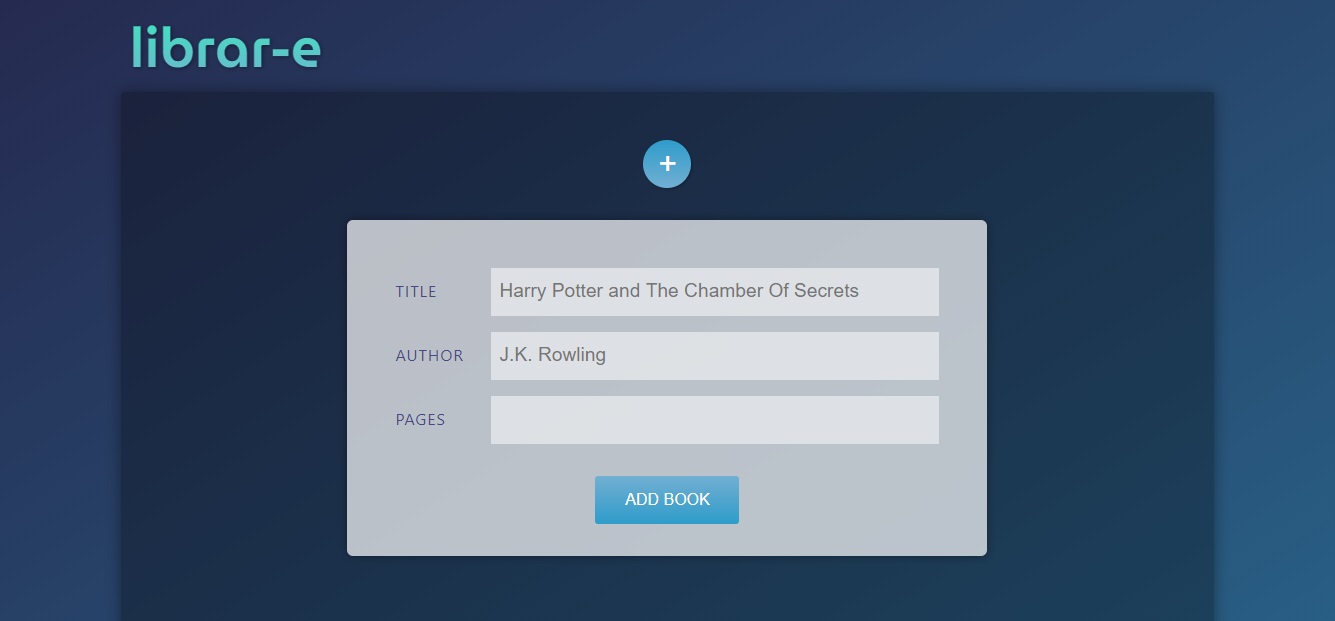 librar-e
+
TITLE
Harry Potter and The Chamber Of Secrets
AUTHOR
J.K. Rowling
PAGES
ADD BOOK